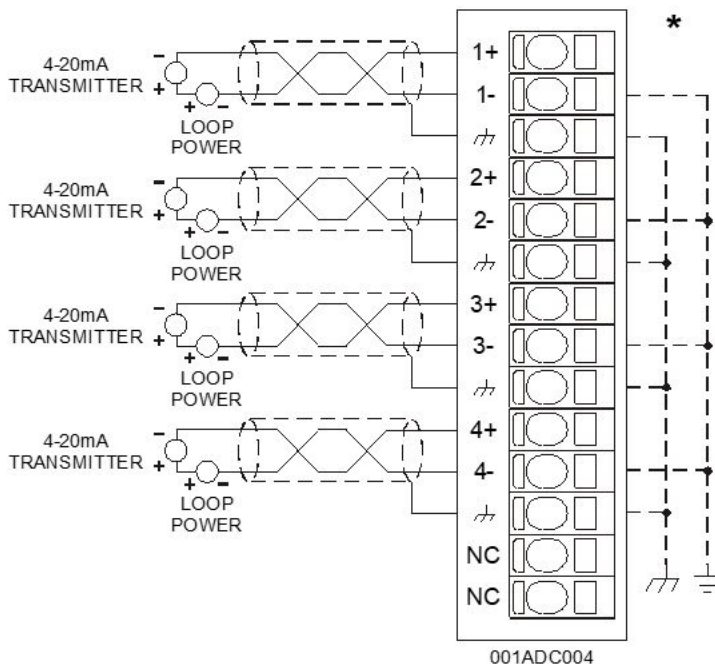 *
1+
4-20mA
TRANSMITTER
-
+
1-
+ -
LOOP
POWER
2+
4-20mA
TRANSMITTER
-
+
2-
+ -
LOOP
POWER
3+
4-20mA
TRANSMITTER
-
+
3-
+ -
LOOP
POWER
4+
4-20mA
TRANSMITTER
-
+
4-
+ -
LOOP
POWER
NC
NC
001ADC004